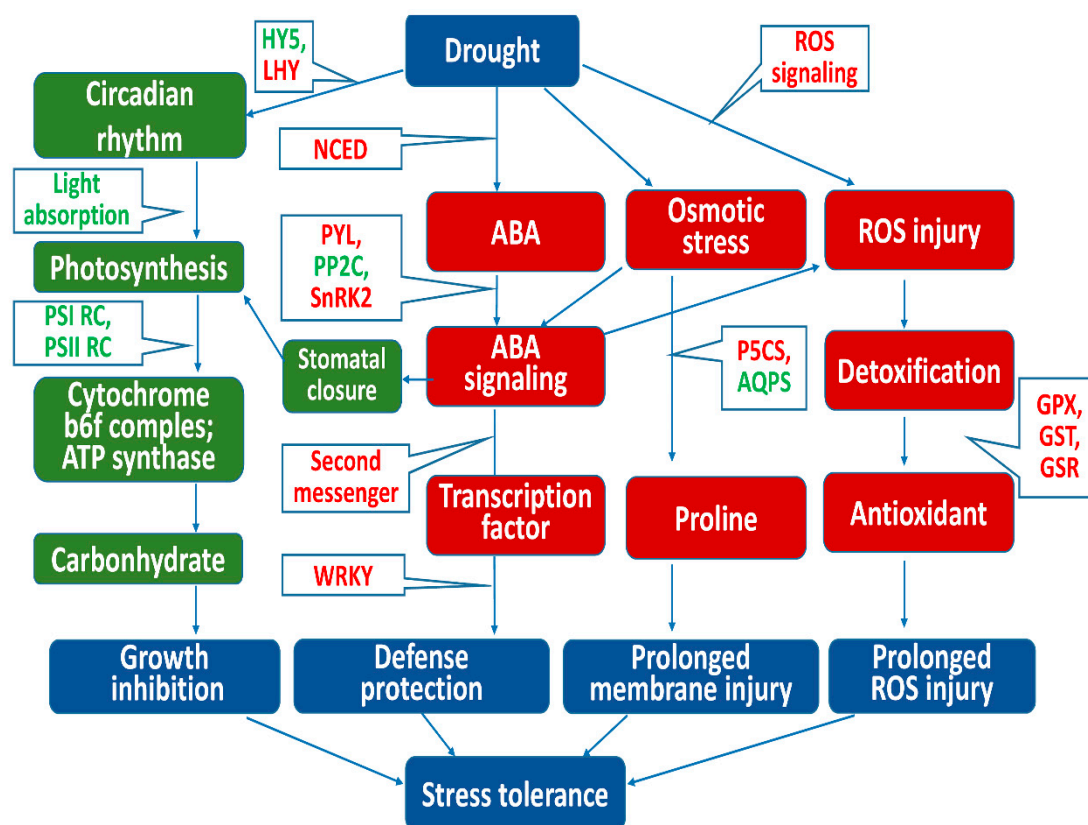 HY5,
LHY
Drought
ROS
signaling
Circadian
rhythm
NCED
Light
absorption
ABA
Osmotic
stress
ROS injury
PYL,
PP2C,
SnRK2
Photosynthesis
PSI RC,
PSII RC
Stomatal
closure
ABA
signaling
P5CS,
AQPS
Detoxification
Cytochrome
b6f comples;
ATP synthase
GPX,
GST,
GSR
Second
messenger
Transcription
factor
Proline
Antioxidant
Carbonhydrate
WRKY
Growth
inhibition
Defense
protection
Prolonged
membrane injury
Prolonged
ROS injury
Stress tolerance